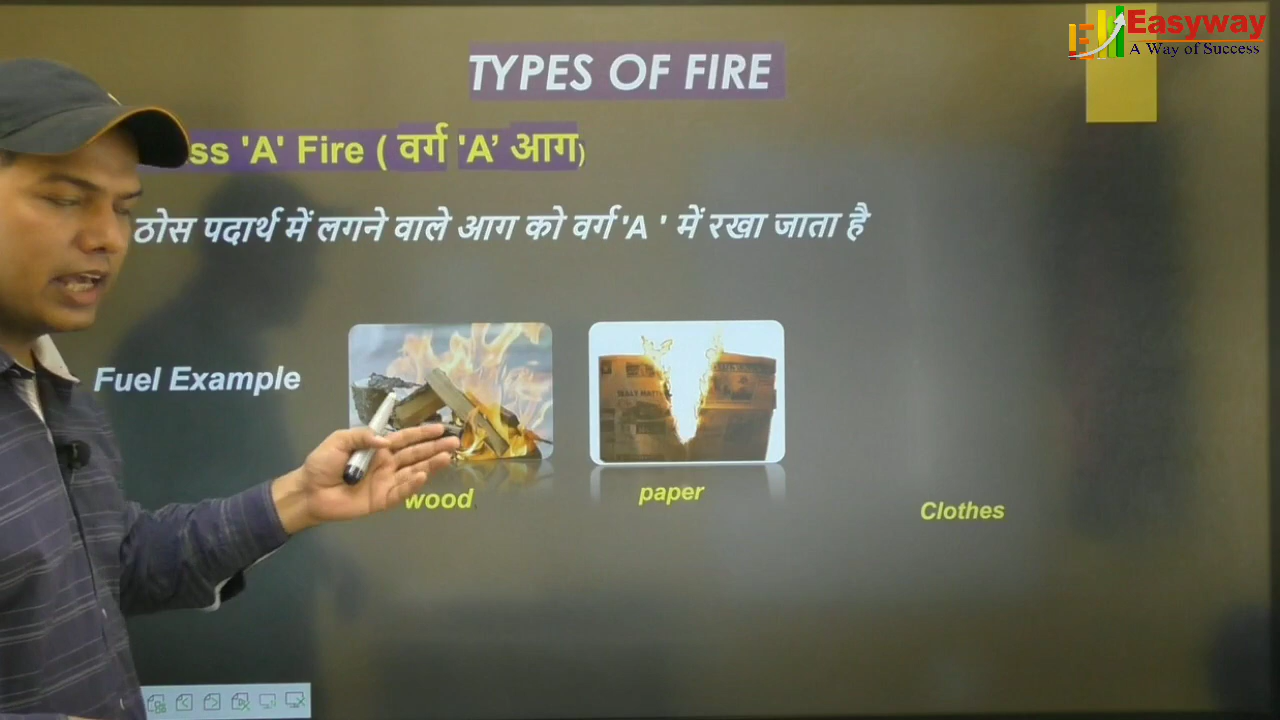 Easyway
A Way of Success
TYPES OF FIRE
ss 'A' Fire ( वर्ग 'A’ आग)
ठोस पदार्थ में लगने वाले आग को वर्ग 'A ' में रखा जाता है
Fuel Example
wood
paper
Clothes